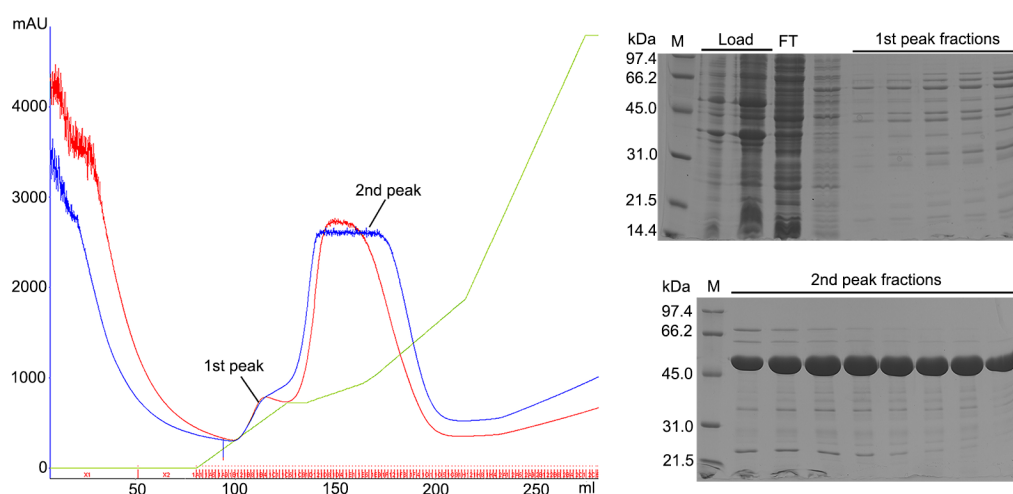 mAU
4000
3000
2000
1000
0
2nd peak
1st peak
X1
X2
50
100
150
200
250
ml
kDa
M
Load
FT
1st peak fractions
97.4
66.2
45.0
31.0
21.5
14.4
kDa
M
2nd peak fractions
97.4
66.2
45.0
31.0
21.5